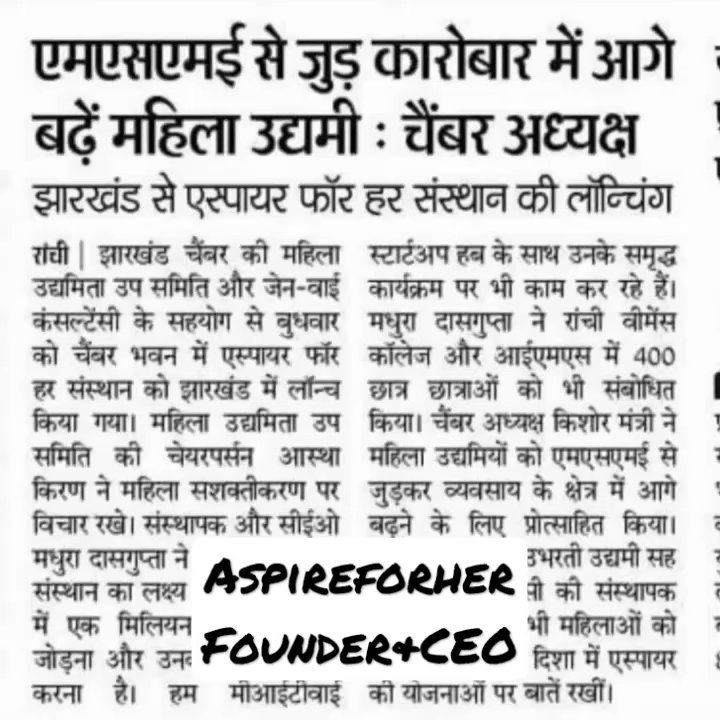 एमएसएमई से जुड़ कारोबार में आगे
बढ़ें महिला उद्यमी : चैंबर अध्यक्ष
झारखंड से एस्पायर फॉर हर संस्थान की लॉन्चिंग
रांची | झारखंड चैंबर की महिला
उद्यमिता उप समिति और जेन-वाई
कंसल्टेंसी के सहयोग से बुधवार
को चैंबर भवन में एस्पायर फॉर
हर संस्थान को झारखंड में लॉन्च
किया गया। महिला उद्यमिता उप
समिति की चेयरपर्सन आस्था
किरण ने महिला सशक्तीकरण पर
विचार रखे। संस्थापक और सीईओ
मधुरा दासगुप्ता ने
संस्थान का लक्ष्य
में एक मिलियन
जोड़ना और
करना है। हम मीआईटीवाई
स्टार्टअप हब के साथ उनके समृद्ध
कार्यक्रम पर भी काम कर रहे हैं।
मधुरा दासगुप्ता ने रांची वीमेंस
कॉलेज और आईएमएस में 400
छात्र छात्राओं को भी संबोधित
किया। चैंबर अध्यक्ष किशोर मंत्री ने
महिला उद्यमियों को एमएसएमई से
जुड़कर व्यवसाय के क्षेत्र में आगे
बढ़ने के लिए प्रोत्साहित किया।
उभरती उद्यमी सह
की संस्थापक
भी महिलाओं को
दिशा में एस्पायर
की योजनाओं पर बातें रखीं।
ASPIREFORHER
FOUNDER&CEO